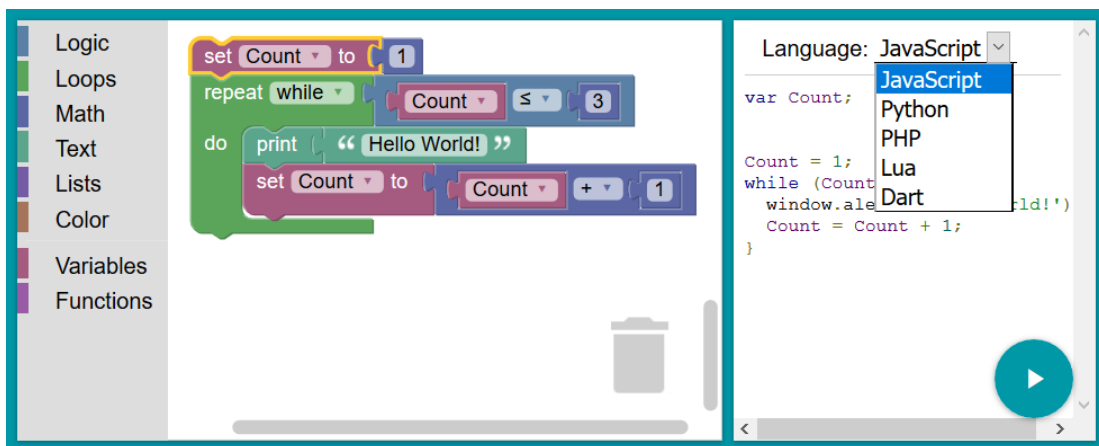 Logic
Loops
Math
Text
Lists
Color
Variables
Functions
set Count to 1
repeat while Count ≤ 3
do print “ Hello World! ”
set Count to Count + 1
Language: JavaScript
JavaScript
Python
PHP
Lua
Dart
var Count;
Count = 1;
while (Count
window.ale rld!')
Count = Count + 1;
}